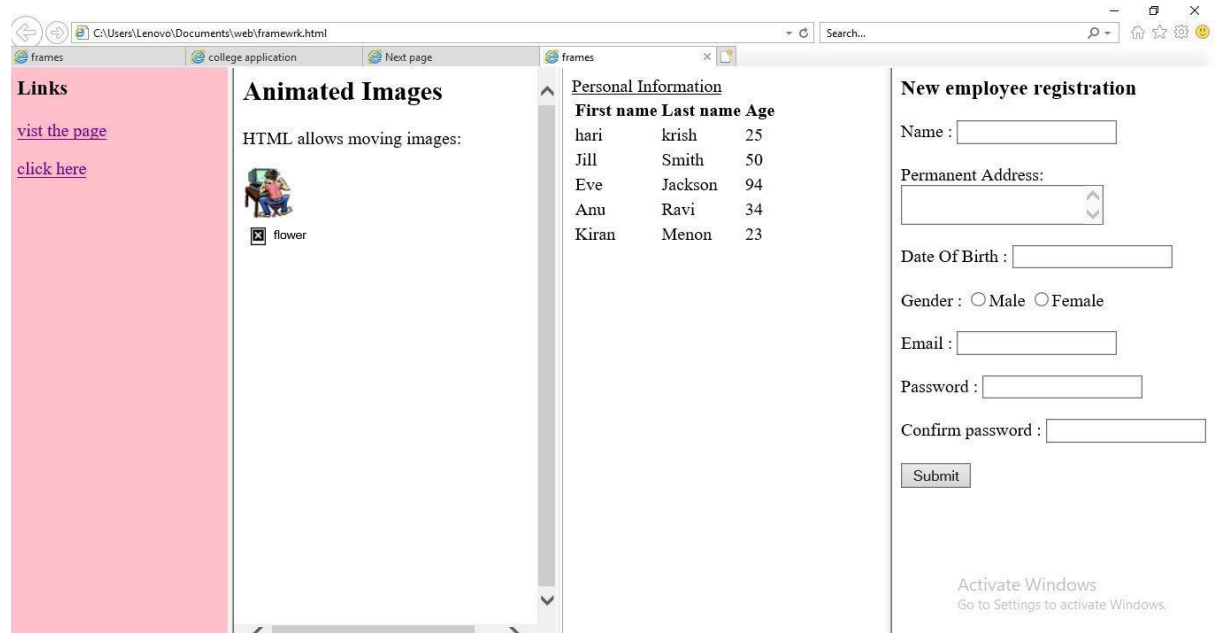 C:\Users\Lenovo\Documents\web\framewrk.html
Search...
frames
college application
Next page
frames
Links
vist the page
click here
Animated Images
HTML allows moving images:
flower
Personal Information
First name Last name Age
hari krish 25
Jill Smith 50
Eve Jackson 94
Anu Ravi 34
Kiran Menon 23
New employee registration
Name :
Permanent Address:
Date Of Birth :
Gender : Male Female
Email :
Password :
Confirm password :
Submit
Activate Windows
Go to Settings to activate Windows.